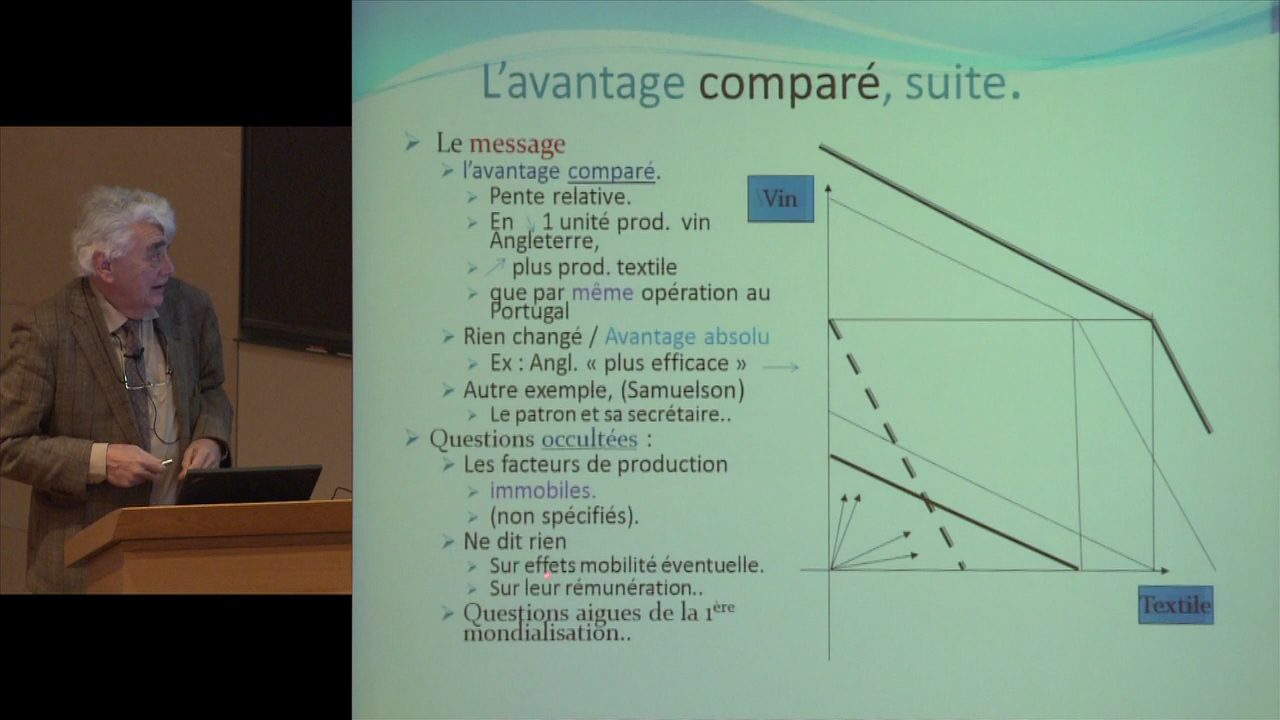 L'avantage comparé, suite.
Le message
l'avantage comparé.
Pente relative.
En ↘ 1 unité prod. vin
Angleterre,
↗ plus prod. textile
que par même opération au
Portugal
Rien changé / Avantage absolu
Ex : Angl. « plus efficace » →
Autre exemple, (Samuelson)
Le patron et sa secrétaire..
Questions occultées :
Les facteurs de production
immobiles.
(non spécifiés).
Ne dit rien
Sur effets mobilité éventuelle.
Sur leur rémunération..
Questions aigues de la 1ère
mondialisation..
Vin
Textile